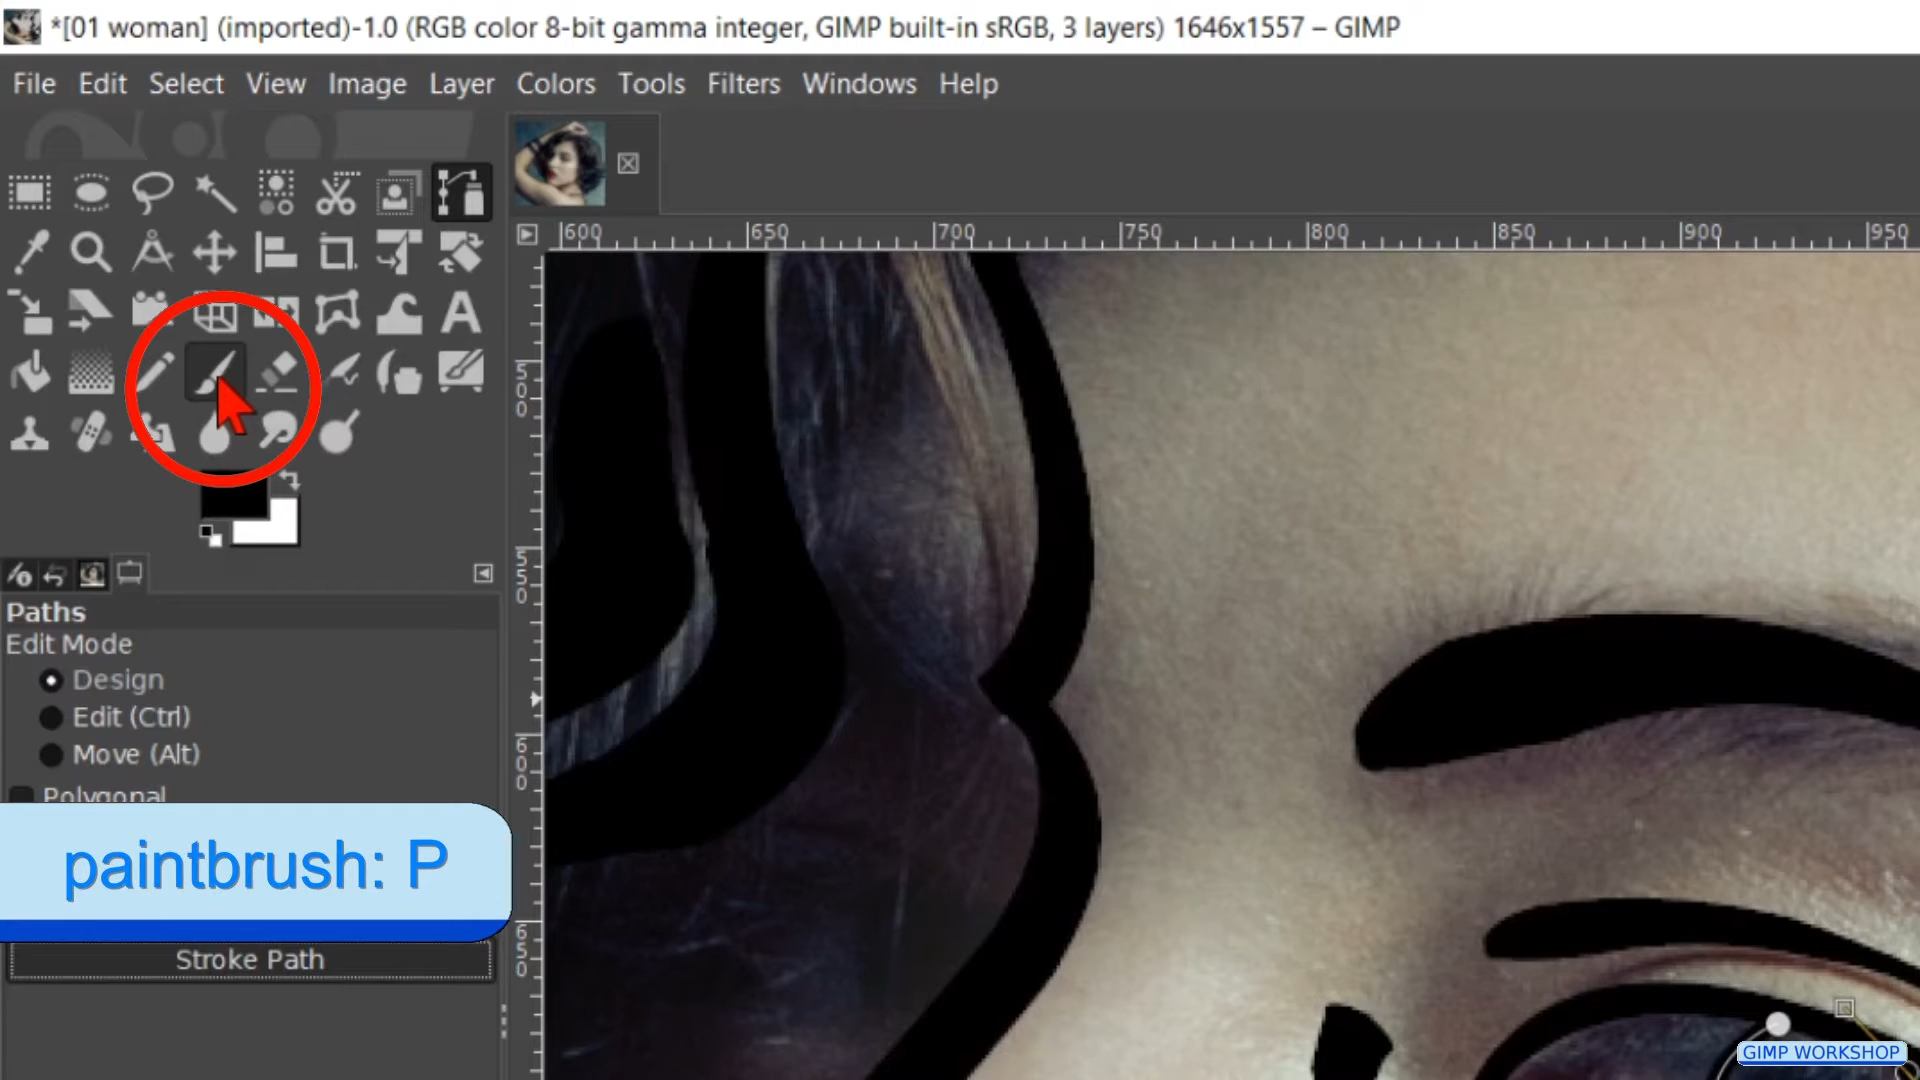 *[01 woman] (imported)-1.0 (RGB color 8-bit gamma integer, GIMP built-in sRGB, 3 layers) 1646x1557 – GIMP
File Edit Select View Image Layer Colors Tools Filters Windows Help
600 650 700 750 800 850 900 950
500
550
600
650
Paths
Edit Mode
Design
Edit (Ctrl)
Move (Alt)
Polygonal
paintbrush: P
Stroke Path
GIMP WORKSHOP